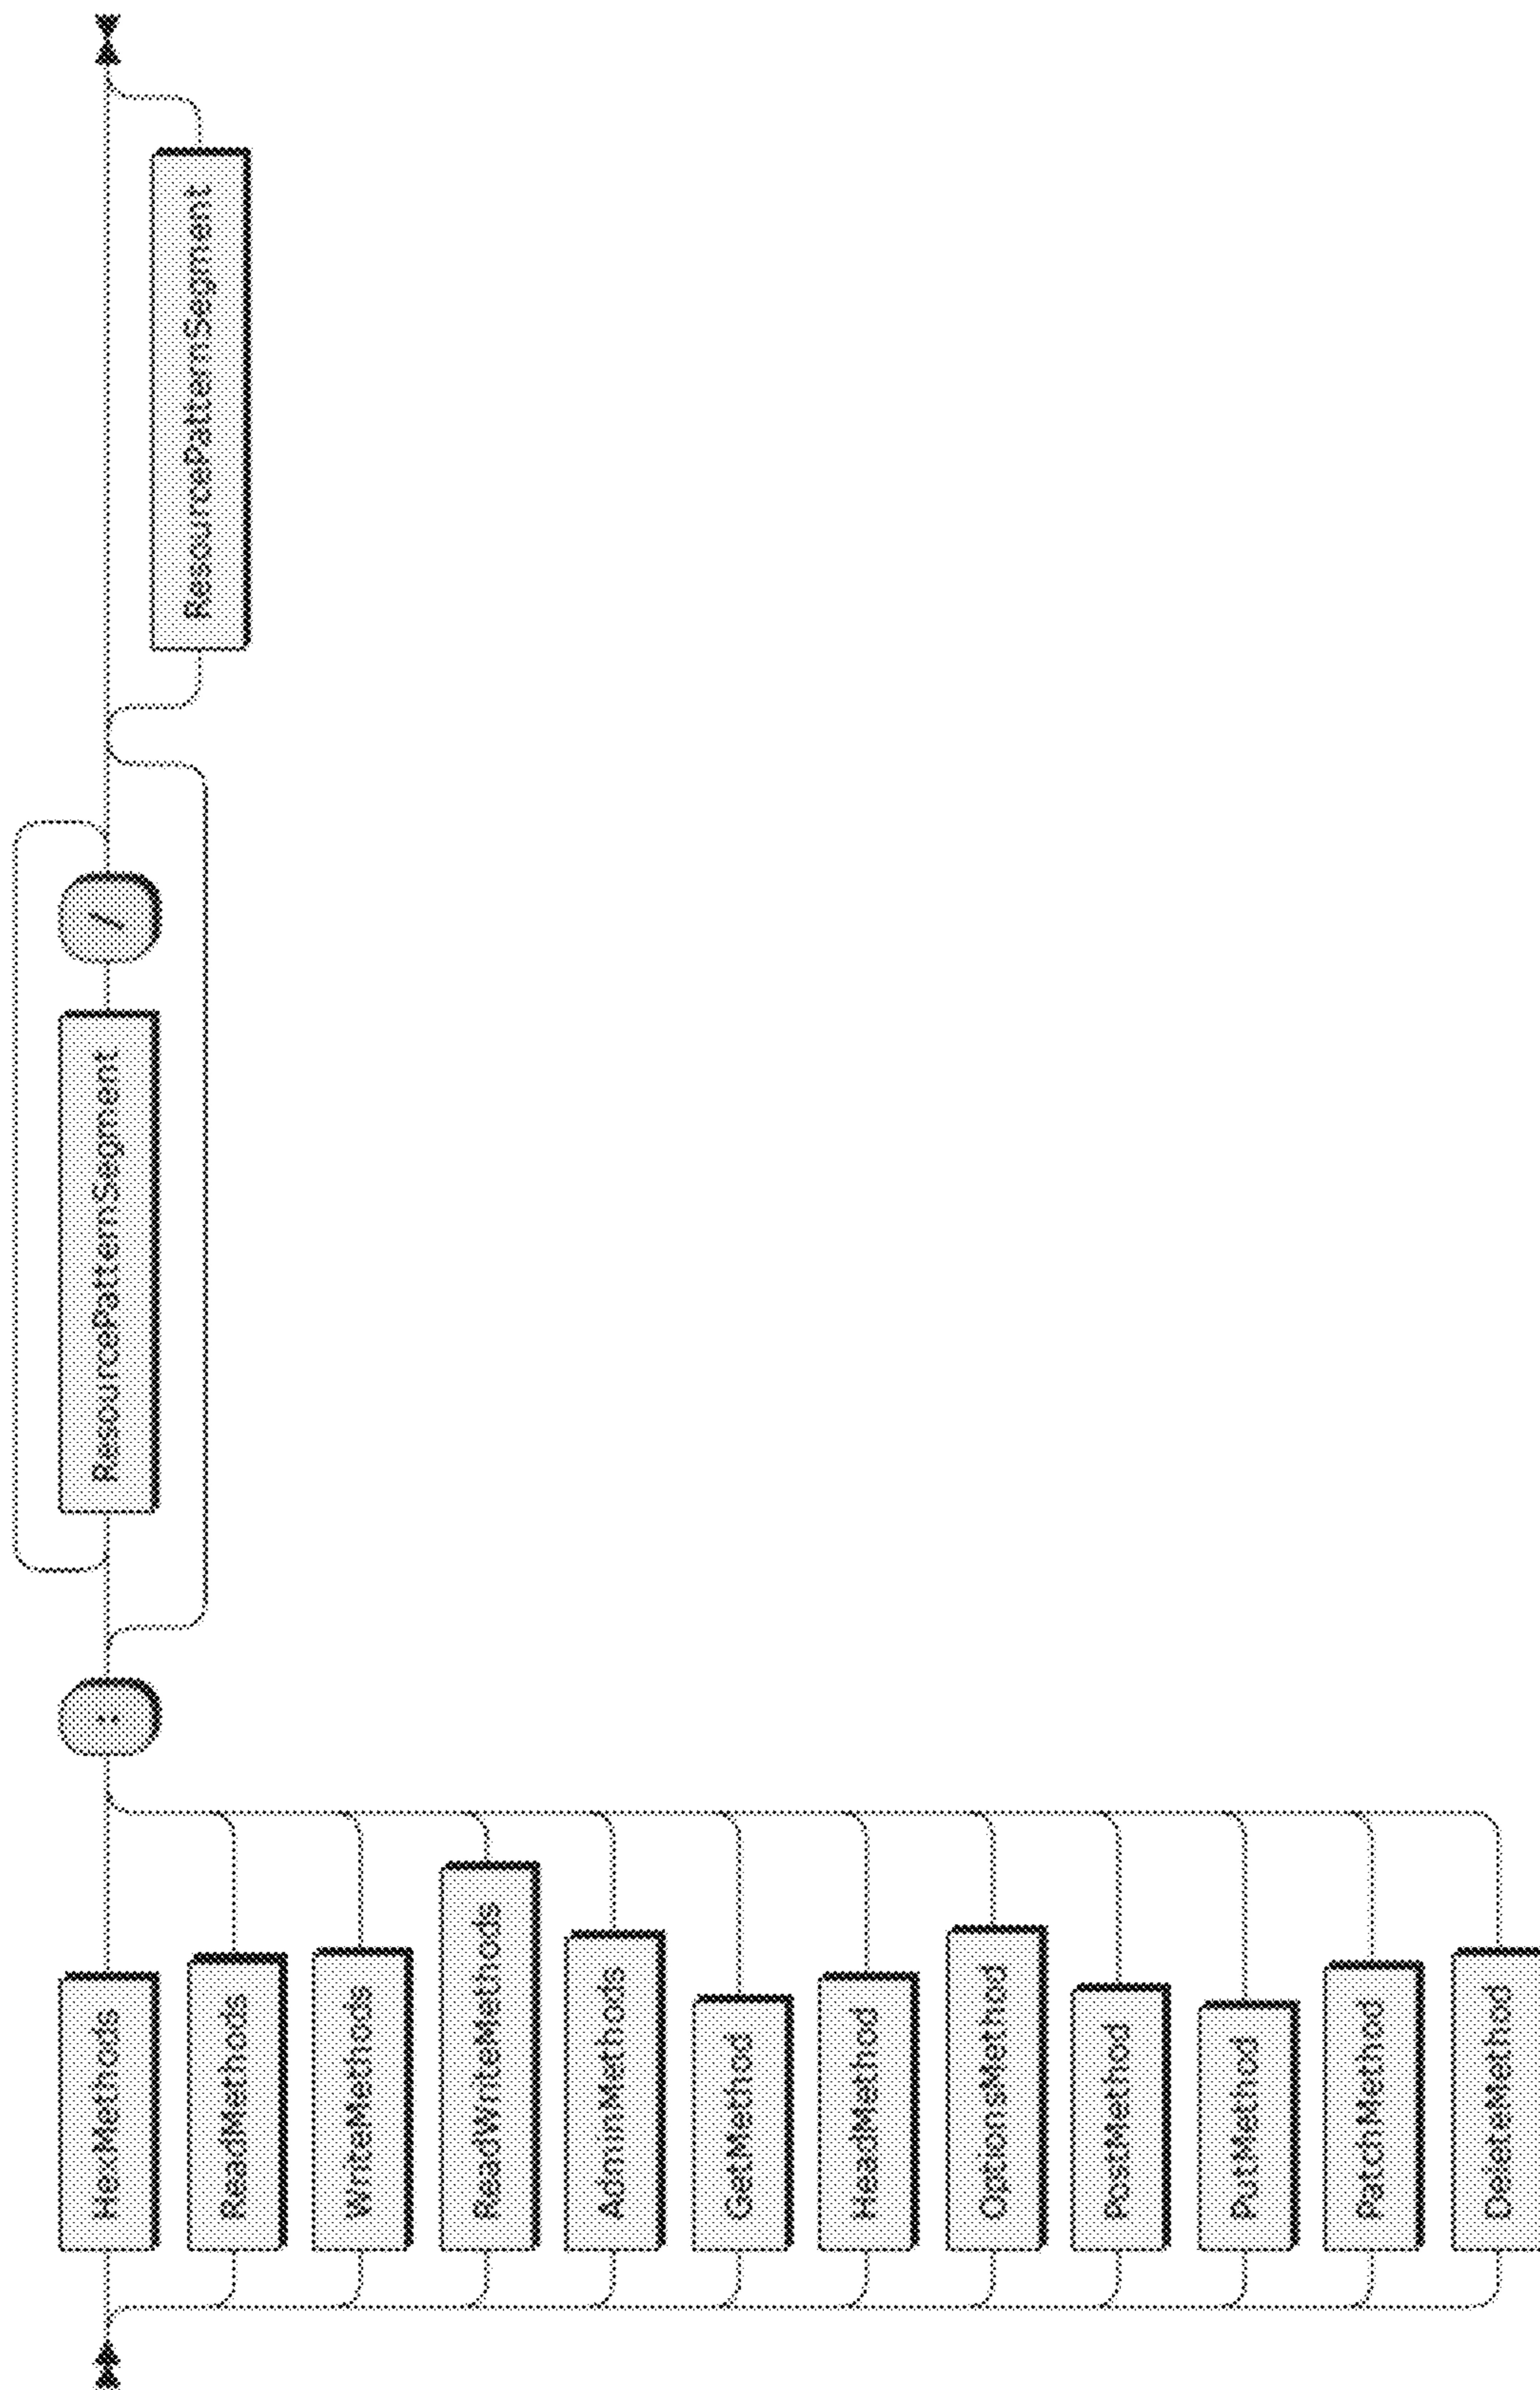 HexMethods
ReadMethods
WriteMethods
ReadWriteMethods
AdminMethods
GetMethod
HeadMethod
OptionsMethod
PostMethod
PutMethod
PatchMethod
DeleteMethod
:
ResourcePatternSegment
/
ResourcePatternSegment